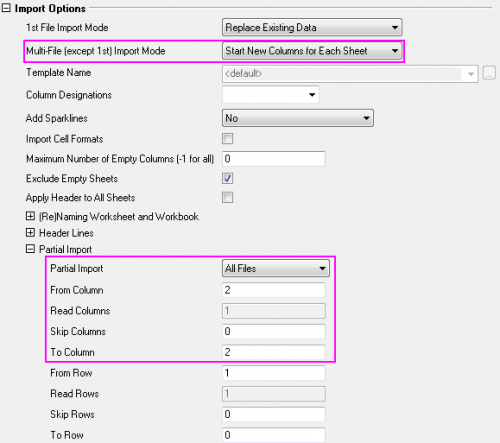 Import Options
1st File Import Mode Replace Existing Data
Multi-File (except 1st) Import Mode Start New Columns for Each Sheet
Template Name <default> ...
Column Designations
Add Sparklines No
Import Cell Formats
Maximum Number of Empty Columns (-1 for all) 0
Exclude Empty Sheets
Apply Header to All Sheets
(Re)Naming Worksheet and Workbook
Header Lines
Partial Import
Partial Import All Files
From Column 2
Read Columns 1
Skip Columns 0
To Column 2
From Row 1
Read Rows 1
Skip Rows 0
To Row 0